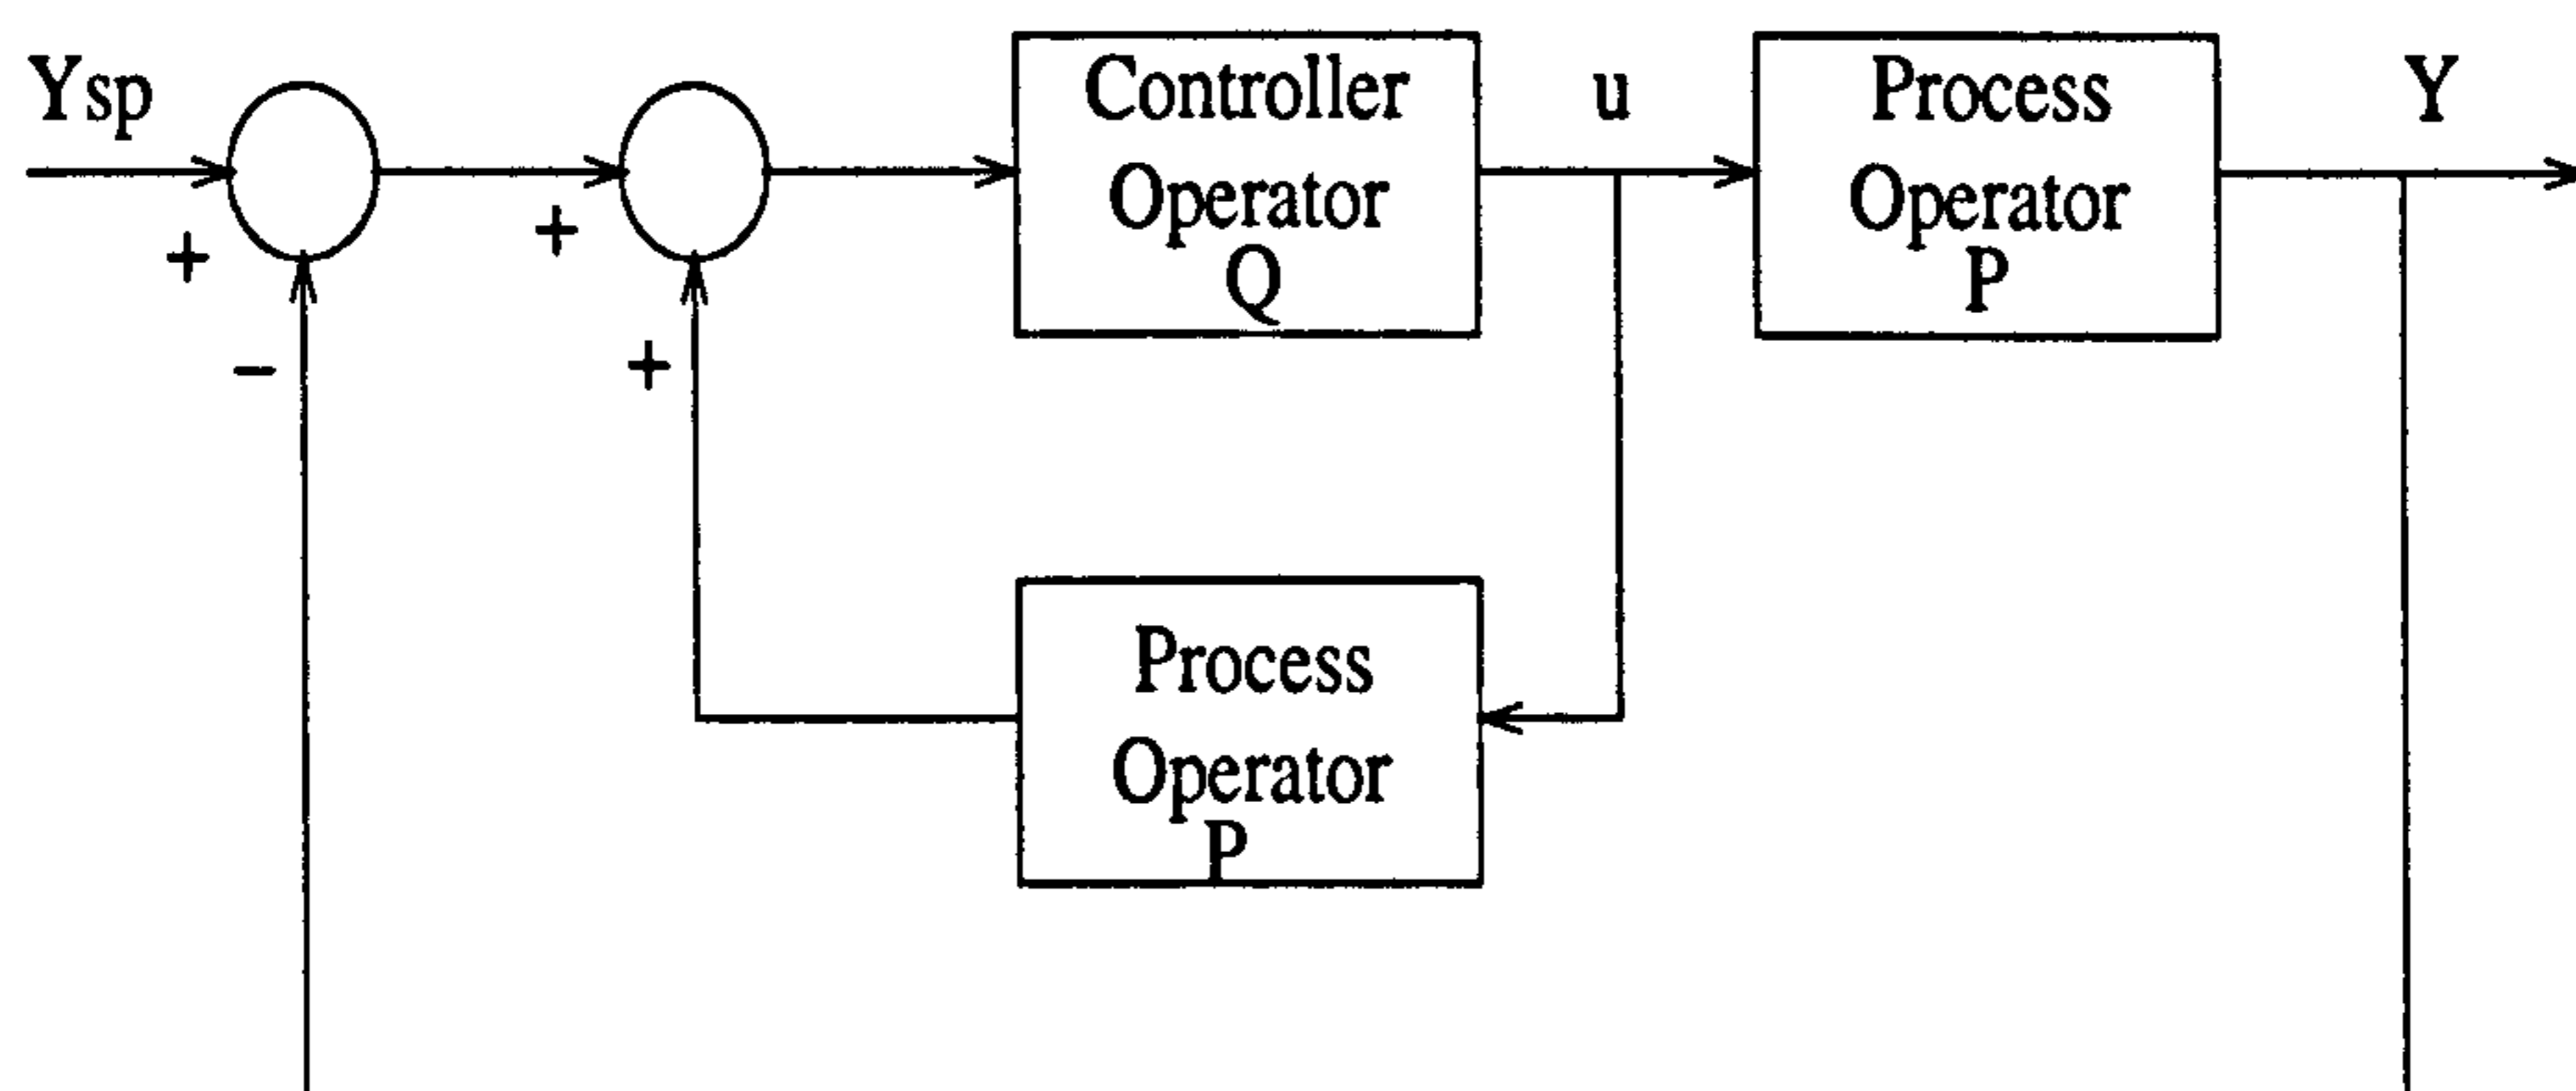 Ysp
+
−
+
+
Controller
Operator
Q
u
Process
Operator
P
Y
Process
Operator
P